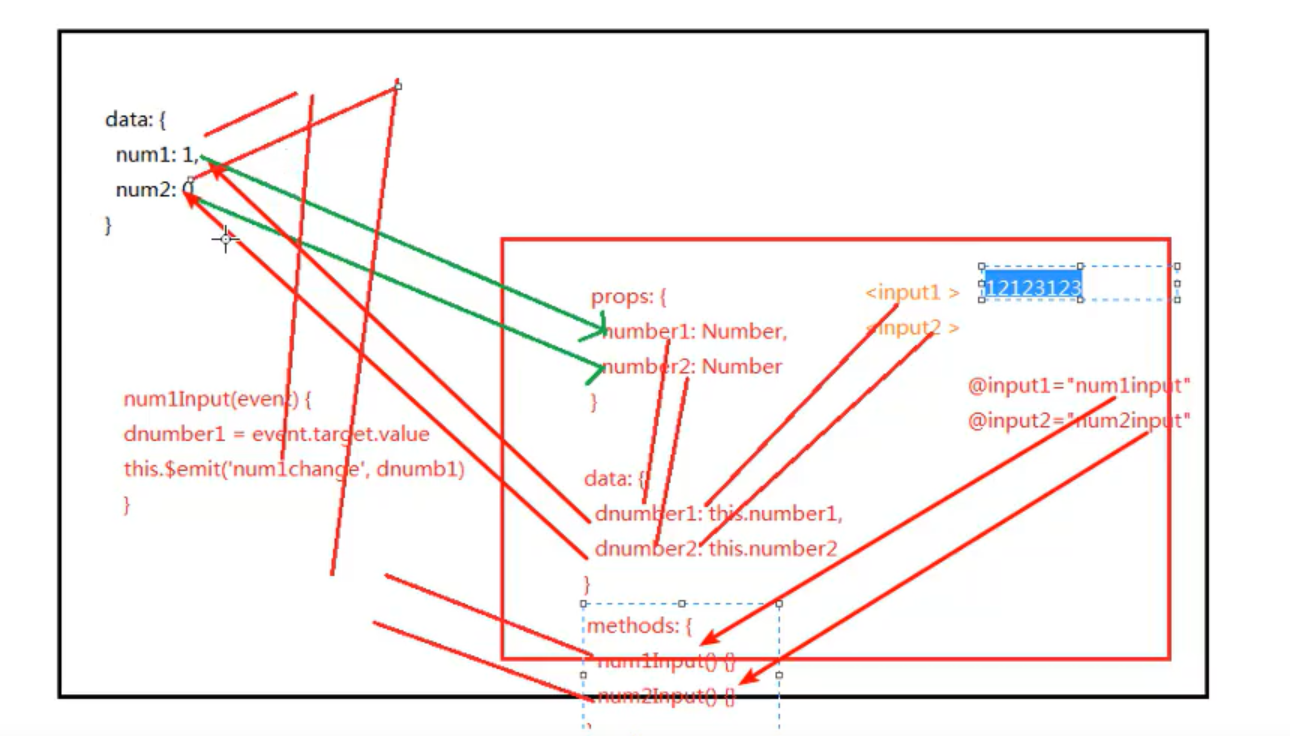 data: {
num1: 1,
num2: 0
}
props: {
number1: Number,
number2: Number
}
<input1 >
<input2 >
12123123
@input1="num1input"
@input2="num2input"
num1Input(event) {
dnumber1 = event.target.value
this.$emit('num1change', dnumb1)
}
data: {
dnumber1: this.number1,
dnumber2: this.number2
}
methods: {
num1Input() {}
num2Input() {}